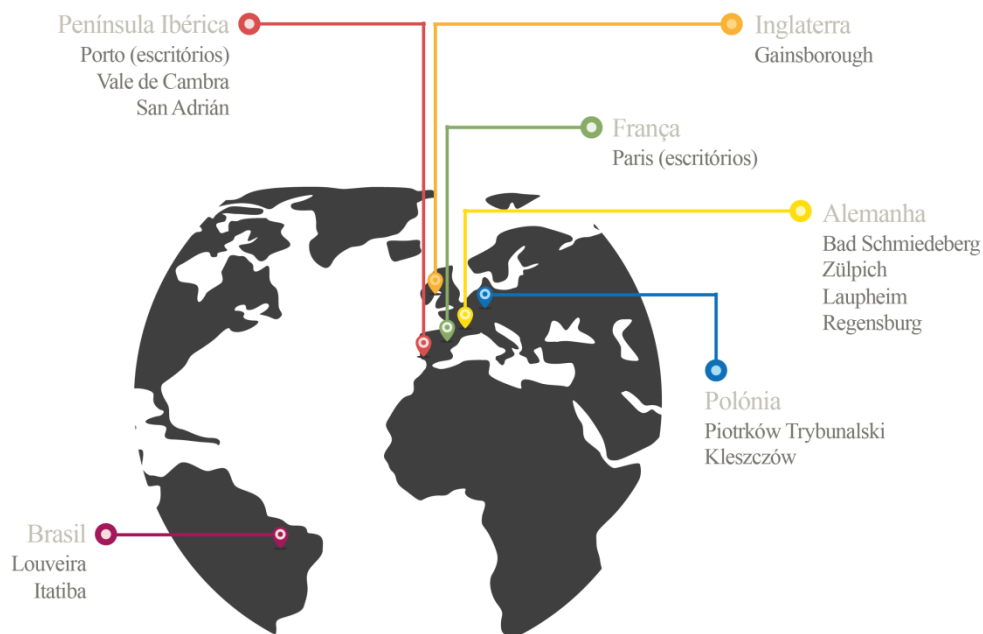 Península Ibérica
Porto (escritórios)
Vale de Cambra
San Adrián
Inglaterra
Gainsborough
França
Paris (escritórios)
Alemanha
Bad Schmiedeberg
Zülpich
Laupheim
Regensburg
Polónia
Piotrków Trybunalski
Kleszczów
Brasil
Louveira
Itatiba